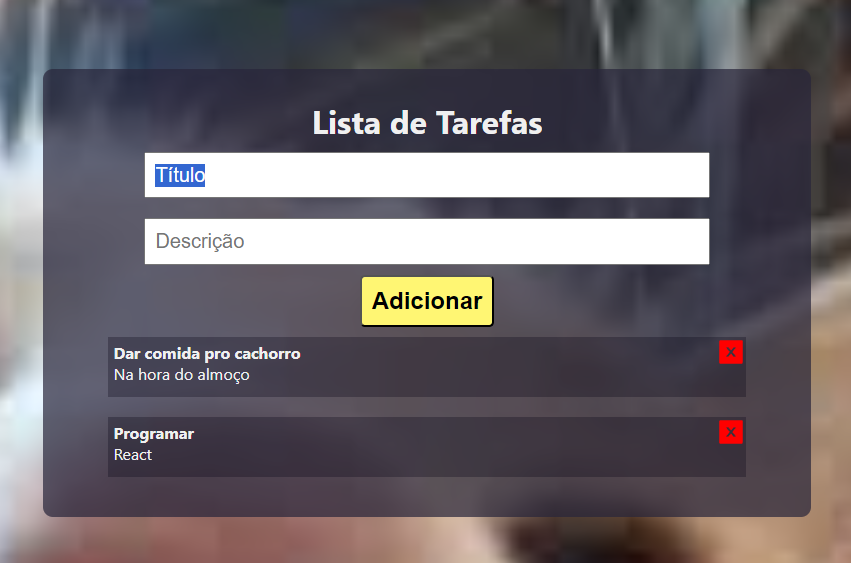 Lista de Tarefas
Título
Descrição
Adicionar
Dar comida pro cachorro
X
Na hora do almoço
Programar
X
React